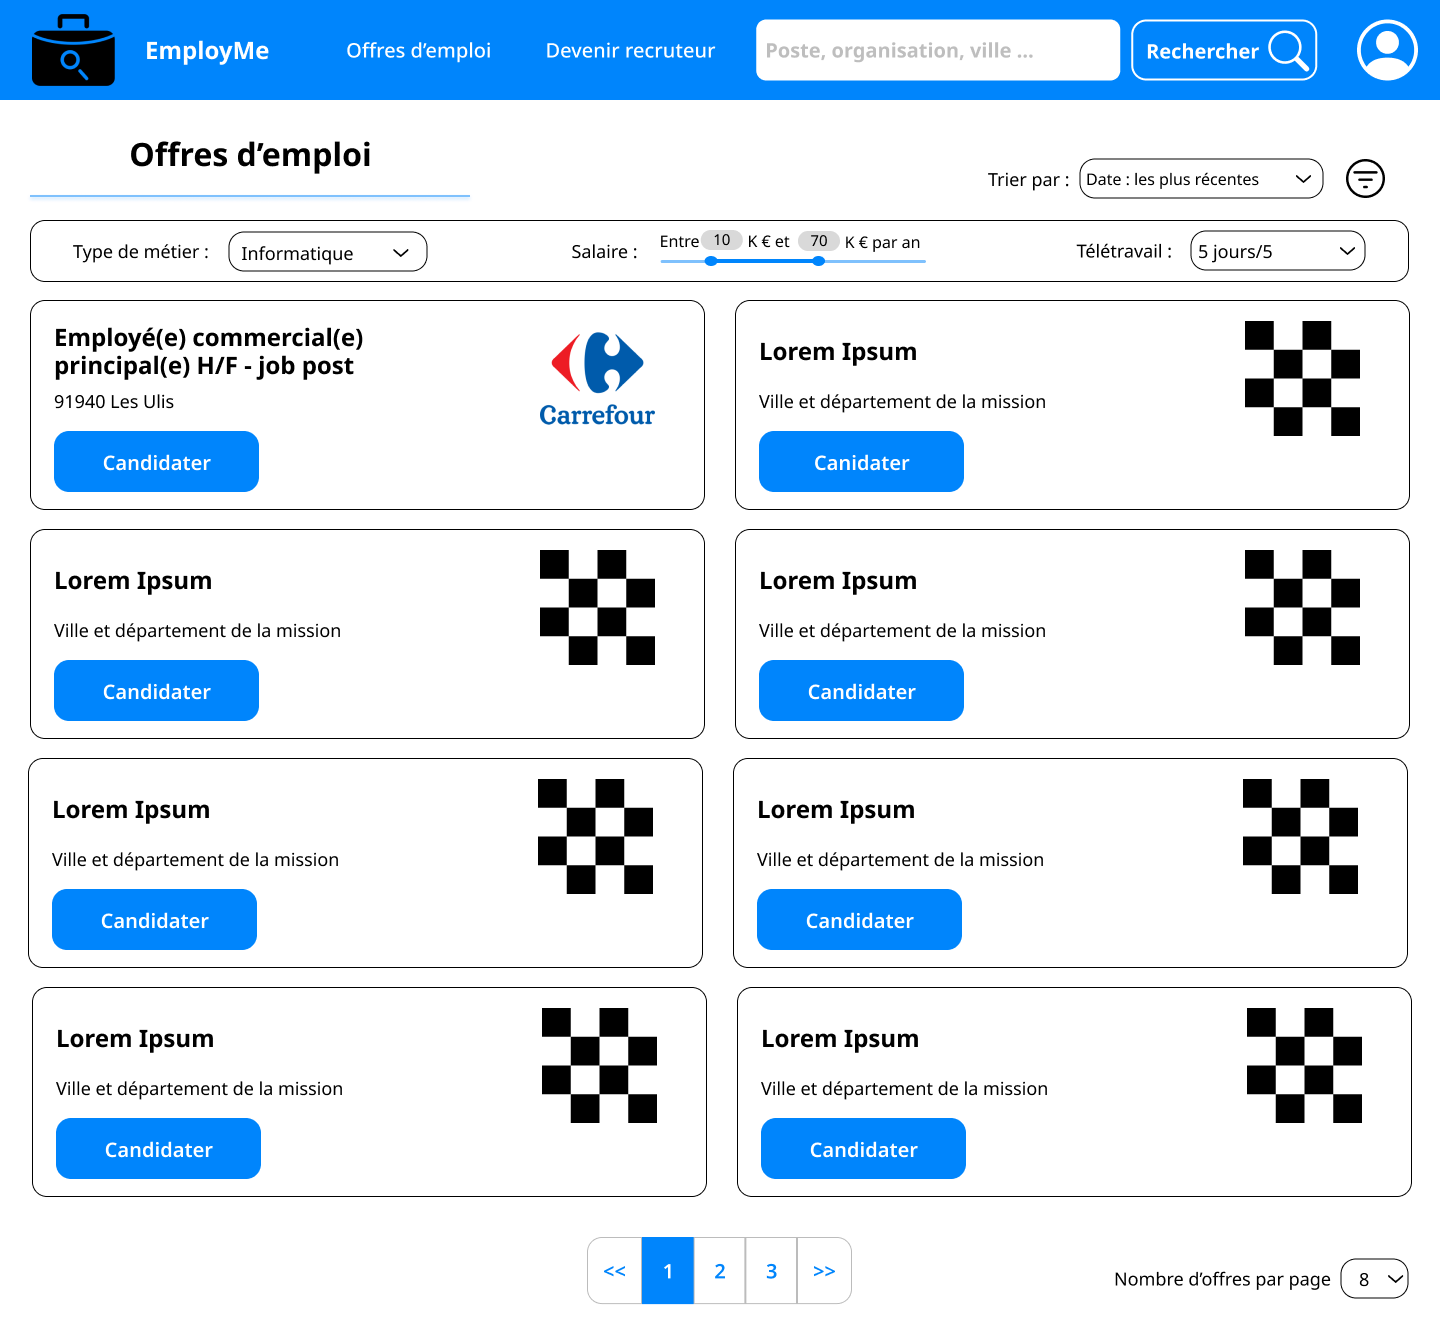 EmployMe
Offres d’emploi
Devenir recruteur
Poste, organisation, ville ...
Rechercher
Offres d’emploi
Trier par :
Date : les plus récentes
Type de métier :
Informatique
Salaire :
Entre 10 K € et 70 K € par an
Télétravail :
5 jours/5
Employé(e) commercial(e)
principal(e) H/F - job post
91940 Les Ulis
Candidater
Carrefour
Lorem Ipsum
Ville et département de la mission
Canidater
Lorem Ipsum
Ville et département de la mission
Candidater
Lorem Ipsum
Ville et département de la mission
Candidater
Lorem Ipsum
Ville et département de la mission
Candidater
Lorem Ipsum
Ville et département de la mission
Candidater
Lorem Ipsum
Ville et département de la mission
Candidater
Lorem Ipsum
Ville et département de la mission
Candidater
<< 1 2 3 >>
Nombre d’offres par page 8